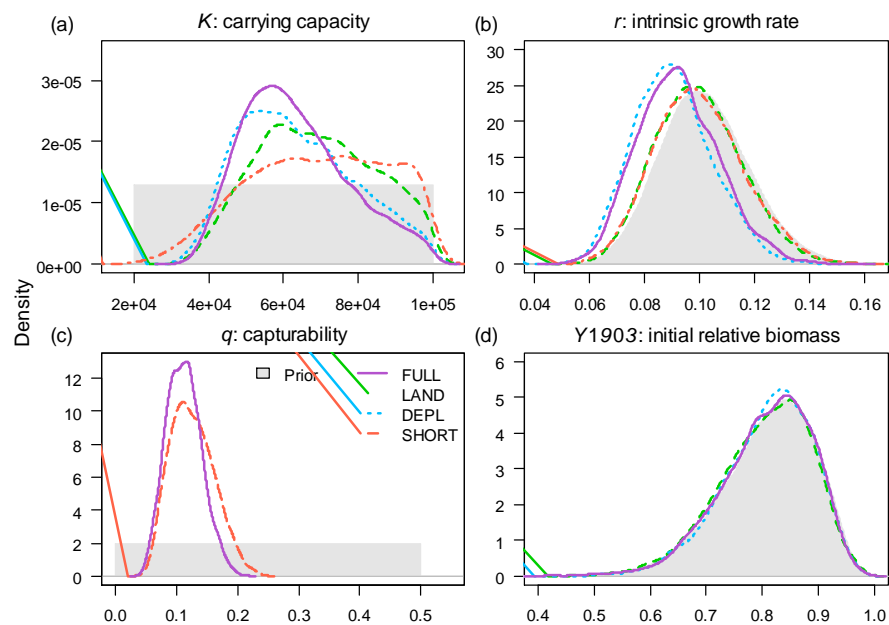 (a) K: carrying capacity
(b) r: intrinsic growth rate
3e-05
2e-05
1e-05
0e+00
2e+04 4e+04 6e+04 8e+04 1e+05
30
25
20
15
10
5
0
0.04 0.06 0.08 0.10 0.12 0.14 0.16
Density
(c) q: capturability
(d) Y1903: initial relative biomass
12
10
8
6
4
2
0
Prior
FULL
LAND
DEPL
SHORT
0.0 0.1 0.2 0.3 0.4 0.5
6
5
4
3
2
1
0
0.4 0.5 0.6 0.7 0.8 0.9 1.0